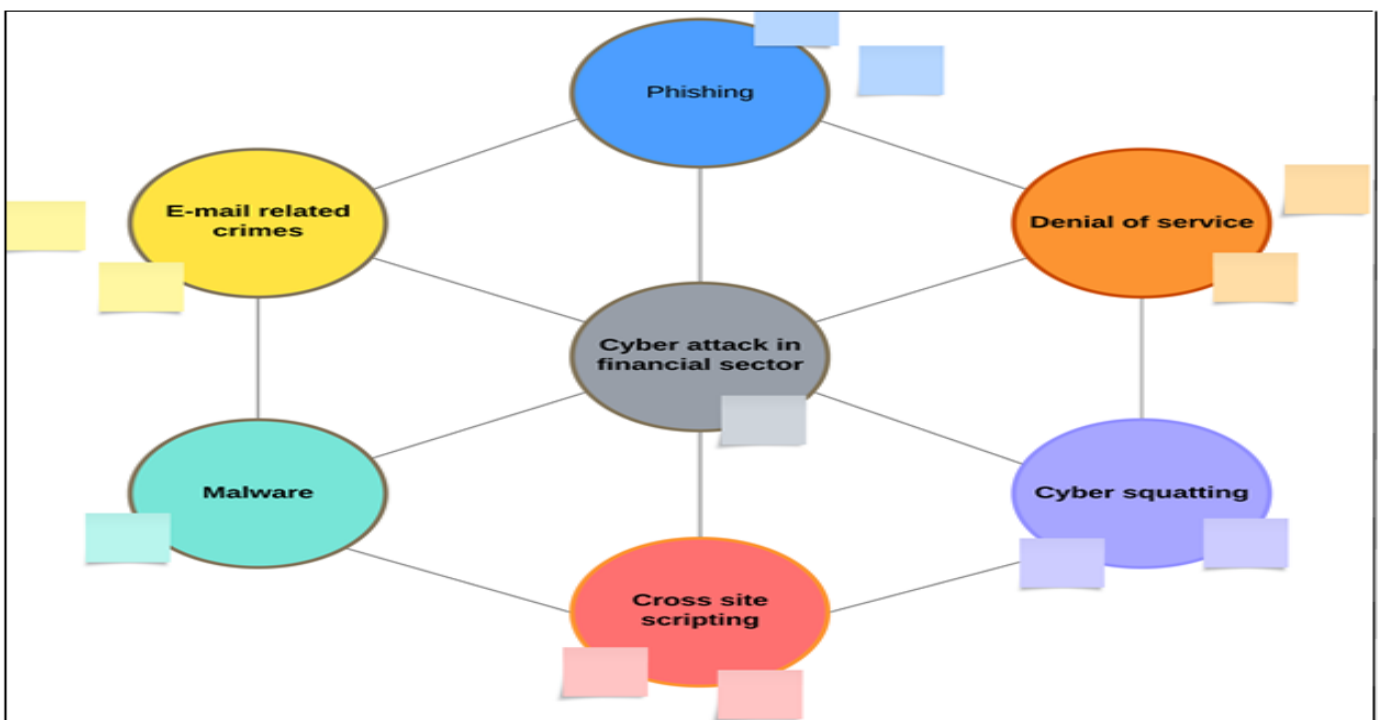 Phishing
E-mail related
crimes
Denial of service
Cyber attack in
financial sector
Malware
Cyber squatting
Cross site
scripting